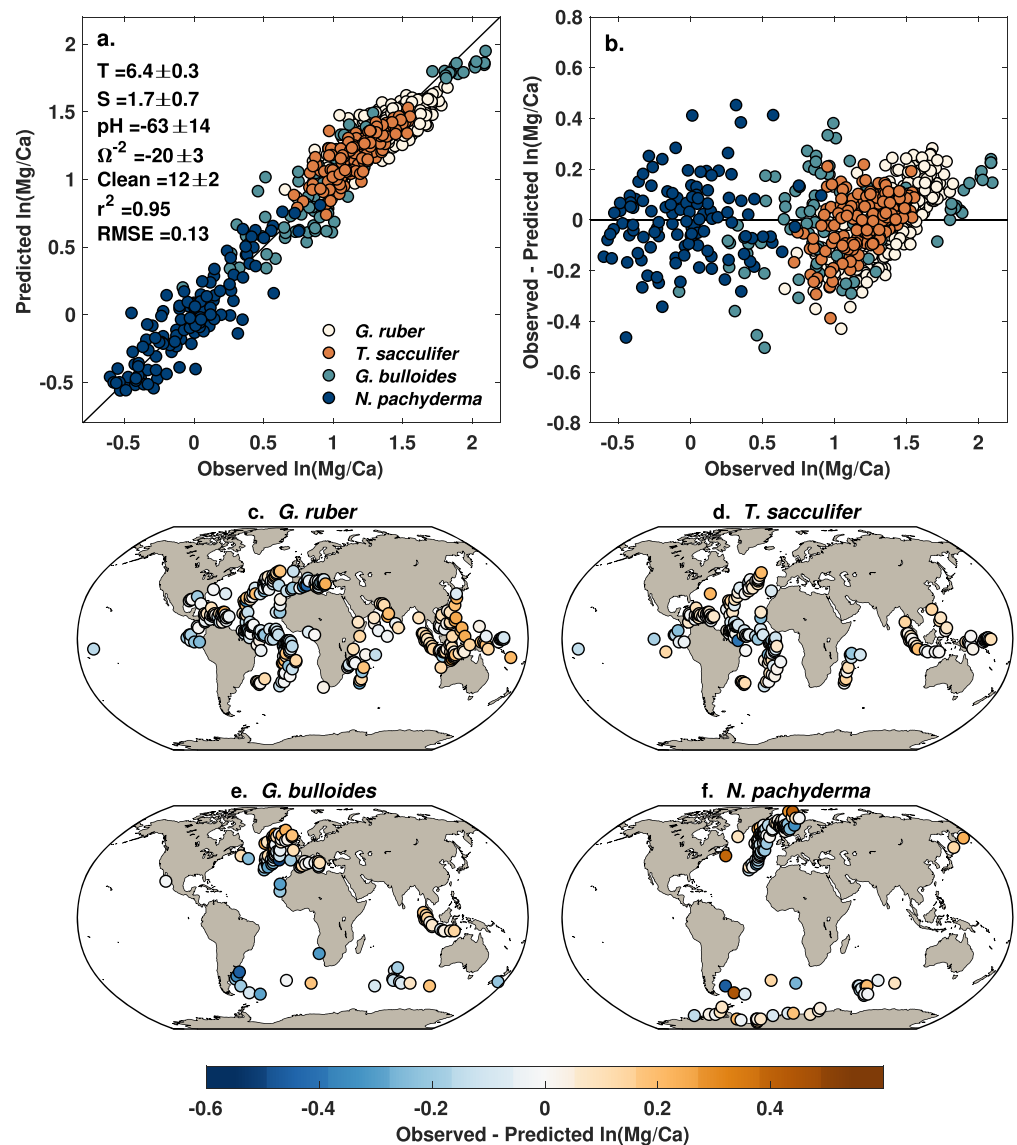 a.
T =6.4±0.3
S =1.7±0.7
pH =-63 ±14
Ω-2 =-20±3
Clean =12±2
r2 =0.95
RMSE =0.13
G. ruber
T. sacculifer
G. bulloides
N. pachyderma
2
1.5
1
0.5
0
-0.5
Predicted ln(Mg/Ca)
-0.5 0 0.5 1 1.5 2
Observed ln(Mg/Ca)
b.
0.8
0.6
0.4
0.2
0
-0.2
-0.4
-0.6
-0.8
Observed - Predicted ln(Mg/Ca)
-0.5 0 0.5 1 1.5 2
Observed ln(Mg/Ca)
c. G. ruber
d. T. sacculifer
e. G. bulloides
f. N. pachyderma
-0.6 -0.4 -0.2 0 0.2 0.4
Observed - Predicted ln(Mg/Ca)